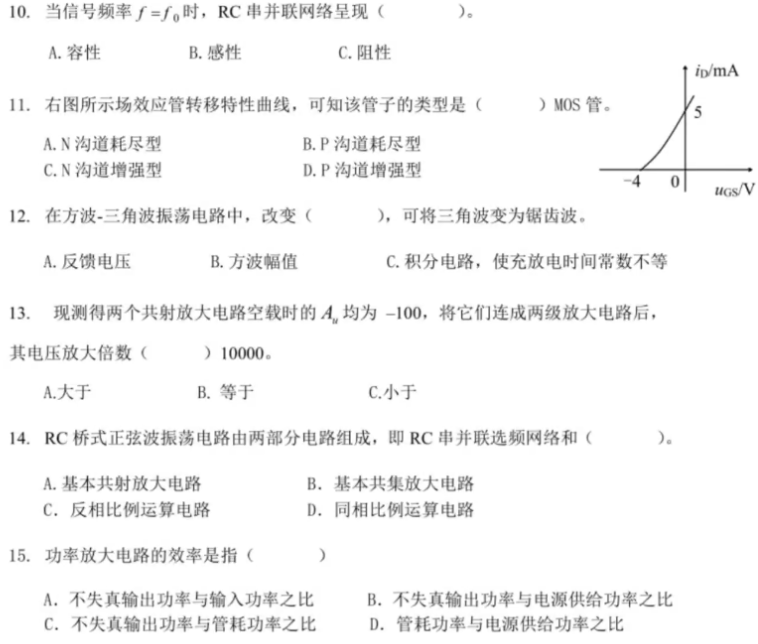 10. 当信号频率 f =f₀时，RC 串并联网络呈现（ ）。
A. 容性 B. 感性 C. 阻性
11. 右图所示场效应管转移特性曲线，可知该管子的类型是（ ）MOS 管。
A. N 沟道耗尽型 B. P 沟道耗尽型
C. N 沟道增强型 D. P 沟道增强型
iD/mA
5
−4 0 uGS/V
12. 在方波-三角波振荡电路中，改变（ ），可将三角波变为锯齿波。
A. 反馈电压 B. 方波幅值 C. 积分电路，使充放电时间常数不等
13. 现测得两个共射放大电路空载时的 Au 均为 –100，将它们连成两级放大电路后，
其电压放大倍数（ ）10000。
A.大于 B. 等于 C.小于
14. RC 桥式正弦波振荡电路由两部分电路组成，即 RC 串并联选频网络和（ ）。
A. 基本共射放大电路 B. 基本共集放大电路
C. 反相比例运算电路 D. 同相比例运算电路
15. 功率放大电路的效率是指（ ）
A. 不失真输出功率与输入功率之比 B. 不失真输出功率与电源供给功率之比
C. 不失真输出功率与管耗功率之比 D. 管耗功率与电源供给功率之比